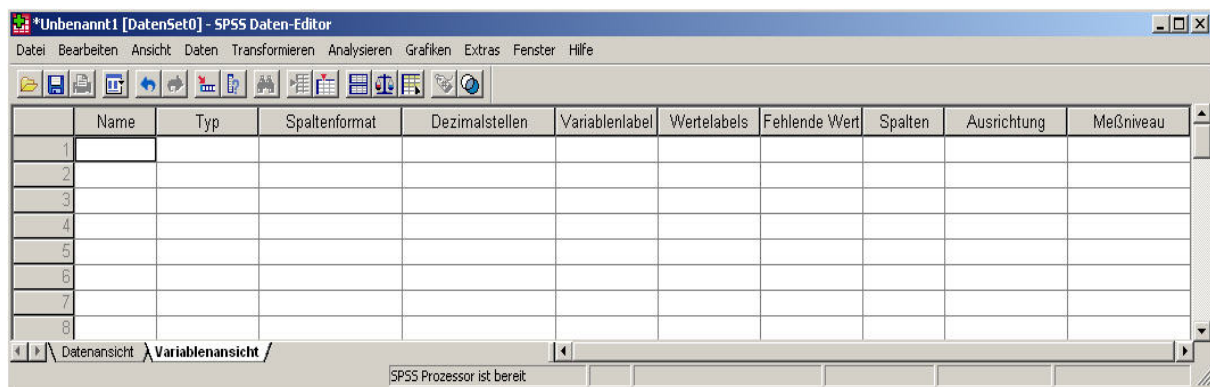 *Unbenannt1 [DatenSet0] - SPSS Daten-Editor
Datei Bearbeiten Ansicht Daten Transformieren Analysieren Grafiken Extras Fenster Hilfe
Name Typ Spaltenformat Dezimalstellen Variablenlabel Wertelabels Fehlende Wert Spalten Ausrichtung Meßniveau
1
2
3
4
5
6
7
8
Datenansicht Variablenansicht
SPSS Prozessor ist bereit